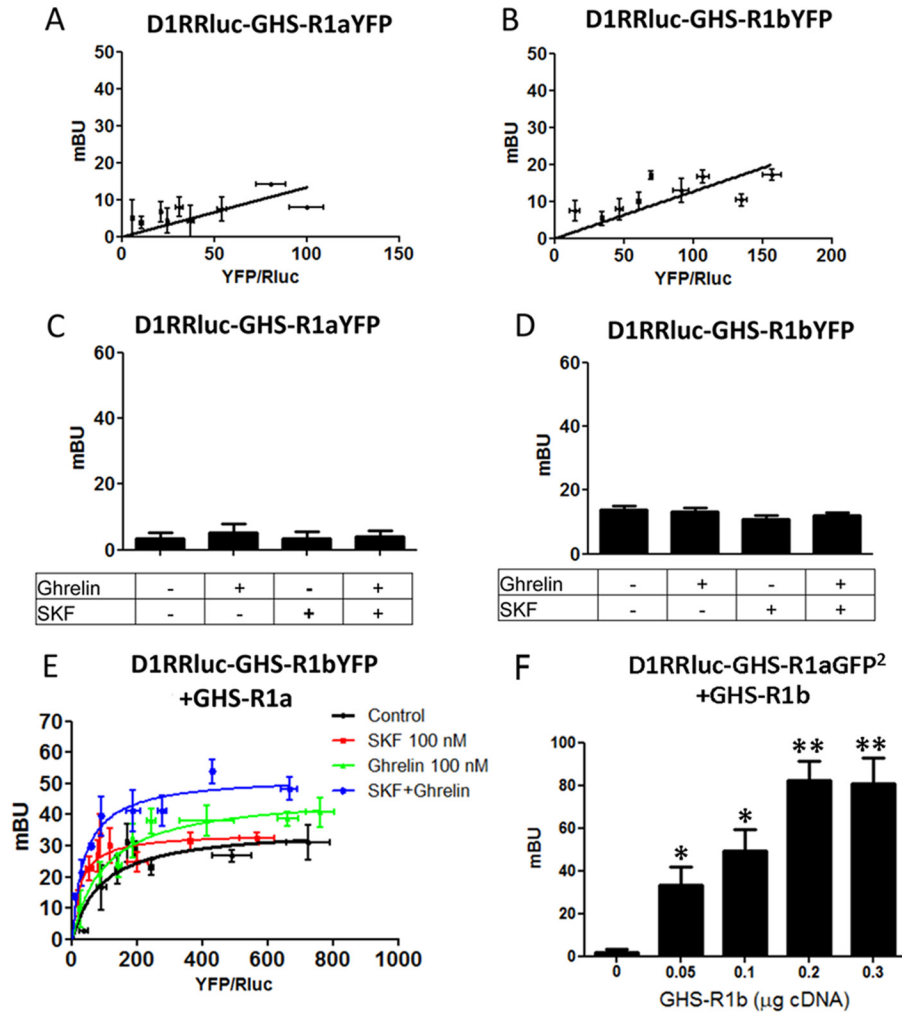 A
D1RRluc-GHS-R1aYFP
50
40
30
20
10
0
mBU
0 50 100 150
YFP/Rluc
B
D1RRluc-GHS-R1bYFP
50
40
30
20
10
0
mBU
0 50 100 150 200
YFP/Rluc
C
D1RRluc-GHS-R1aYFP
60
40
20
0
mBU
Ghrelin - + - +
SKF - - + +
D
D1RRluc-GHS-R1bYFP
60
40
20
0
mBU
Ghrelin - + - +
SKF - - + +
E
D1RRluc-GHS-R1bYFP
+GHS-R1a
70
60
50
40
30
20
10
0
mBU
Control
SKF 100 nM
Ghrelin 100 nM
SKF+Ghrelin
0 200 400 600 800 1000
YFP/Rluc
F
D1RRluc-GHS-R1aGFP²
+GHS-R1b
100
80
60
40
20
0
mBU
* * ** **
0 0.05 0.1 0.2 0.3
GHS-R1b (µg cDNA)